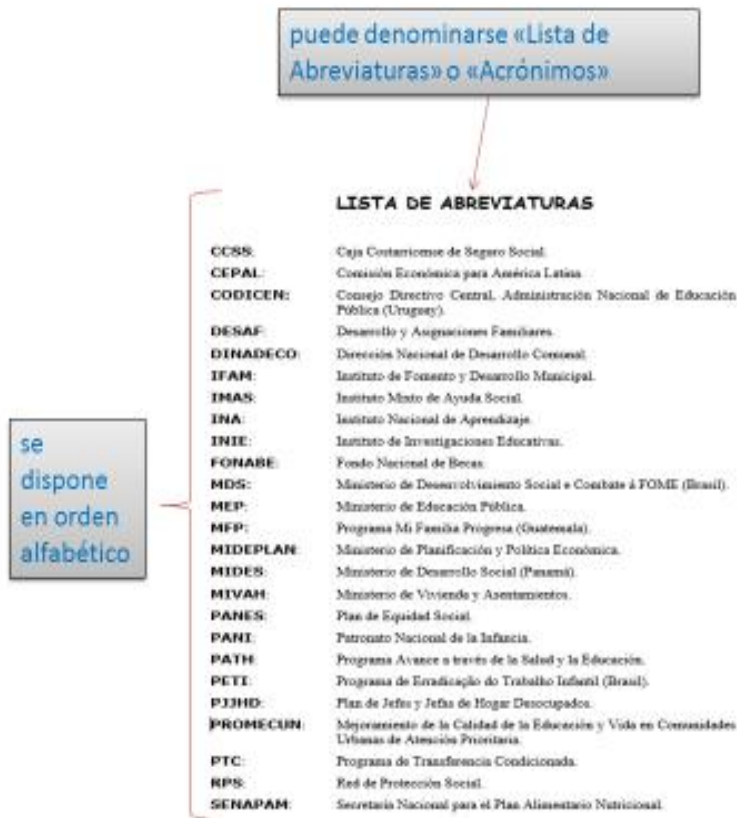 puede denominarse «Lista de
Abreviaturas» o «Acrónimos»
LISTA DE ABREVIATURAS
CCSS: Caja Costarricense de Seguro Social.
CEPAL: Comisión Económica para América Latina
CODICEN: Consejo Directivo Central, Administración Nacional de Educación
Pública (Uruguay).
DESAF: Desarrollo y Asignaciones Familiares.
DINADECO: Dirección Nacional de Desarrollo Comunal.
IFAM: Instituto de Fomento y Desarrollo Municipal.
IMAS: Instituto Mixto de Ayuda Social.
INA: Instituto Nacional de Aprendizaje.
INIE: Instituto de Investigaciones Educativas.
FONABE: Fondo Nacional de Becas.
MDS: Ministerio de Desenvolvimiento Social e Combate á FOME (Brasil).
MEP: Ministerio de Educación Pública.
MFP: Programa Mi Familia Progresa (Guatemala).
MIDEPLAN: Ministerio de Planificación y Política Económica.
MIDES: Ministerio de Desarrollo Social (Panamá).
MIVAH: Ministerio de Vivienda y Asentamientos.
PANES: Plan de Equidad Social.
PANI: Patronato Nacional de la Infancia.
PATH: Programa Avance a través de la Salud y la Educación.
PETI: Programa de Erradicação do Trabalho Infantil (Brasil).
PJJHD: Plan de Jefes y Jefas de Hogar Desocupados.
PROMECUN: Mejoramiento de la Calidad de la Educación y Vida en Comunidades
Urbanas de Atención Prioritaria.
PTC: Programa de Transferencia Condicionada.
RPS: Red de Protección Social.
SENAPAM: Secretaría Nacional para el Plan Alimentario Nutricional.
se
dispone
en orden
alfabético